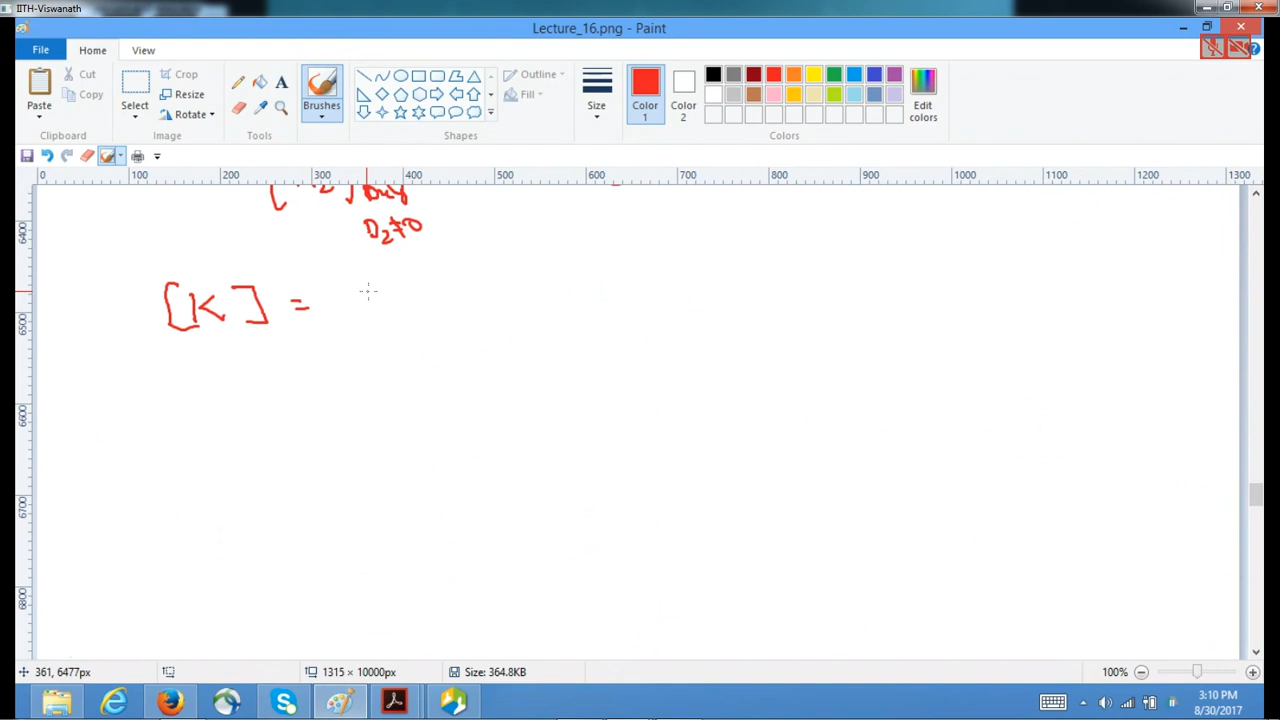 IITH-Viswanath
Lecture_16.png - Paint
File Home View
Paste Cut Copy Select Crop Resize Rotate Brushes Outline Fill Size Color 1 Color 2 Edit colors
Clipboard Image Tools Shapes Colors
0 100 200 300 400 500 600 700 800 900 1000 1100 1200 1300
6400
6500
6600
6700
6800
only
D2≠0
[K] =
361, 6477px 1315 × 10000px Size: 364.8KB 100%
3:10 PM
8/30/2017